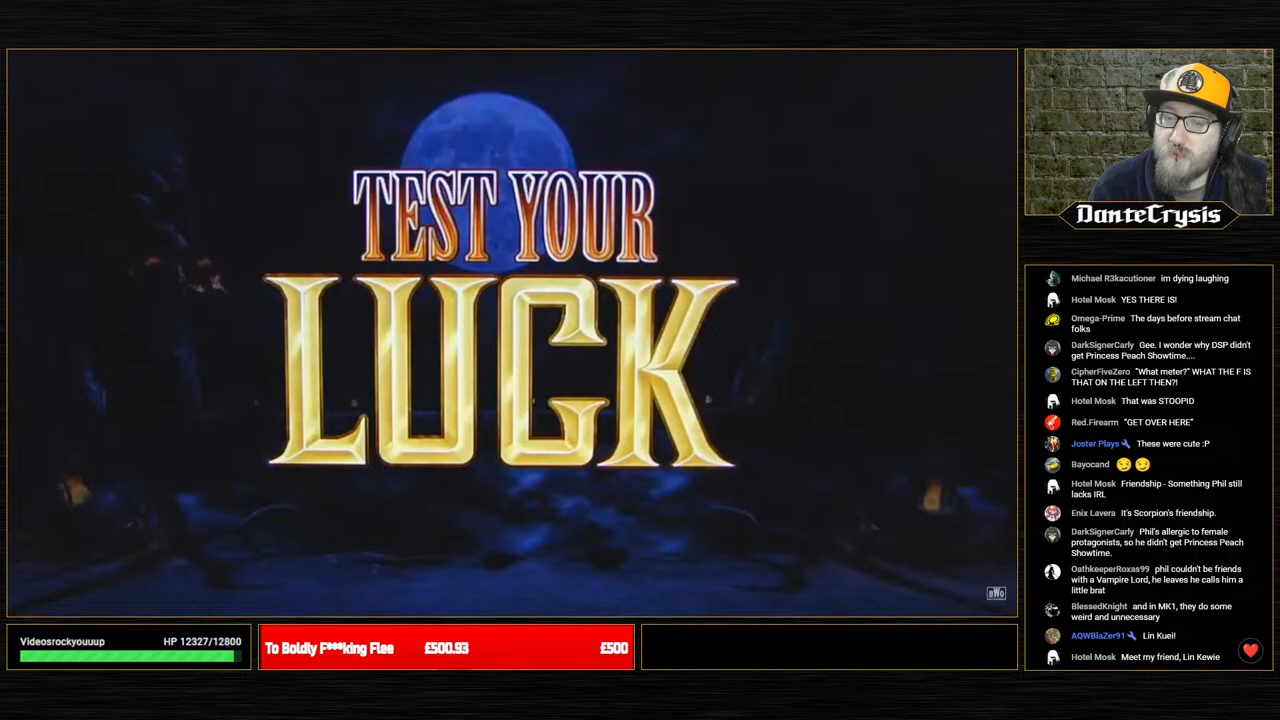 TEST YOUR
LUCK
BWO
DanteCrysis
Michael R3kacutioner im dying laughing
Hotel Mosk YES THERE IS!
Omega-Prime The days before stream chat
folks
DarkSignerCarly Gee. I wonder why DSP didn't
get Princess Peach Showtime....
CipherFiveZero "What meter?" WHAT THE F IS
THAT ON THE LEFT THEN?!
Hotel Mosk That was STOOPID
Red.Firearm "GET OVER HERE"
Joster Plays These were cute :P
Bayocand 😏 😏
Hotel Mosk Friendship - Something Phil still
lacks IRL
Enix Lavera It's Scorpion's friendship.
DarkSignerCarly Phil's allergic to female
protagonists, so he didn't get Princess Peach
Showtime.
OathkeeperRoxas99 phil couldn't be friends
with a Vampire Lord, he leaves he calls him a
little brat
BlessedKnight and in MK1, they do some
weird and unnecessary
AQWBlaZer91 Lin Kuei!
Hotel Mosk Meet my friend, Lin Kewie
Videosrockyouuup HP 12327/12800
To Boldly F***king Flee £500.93 £500